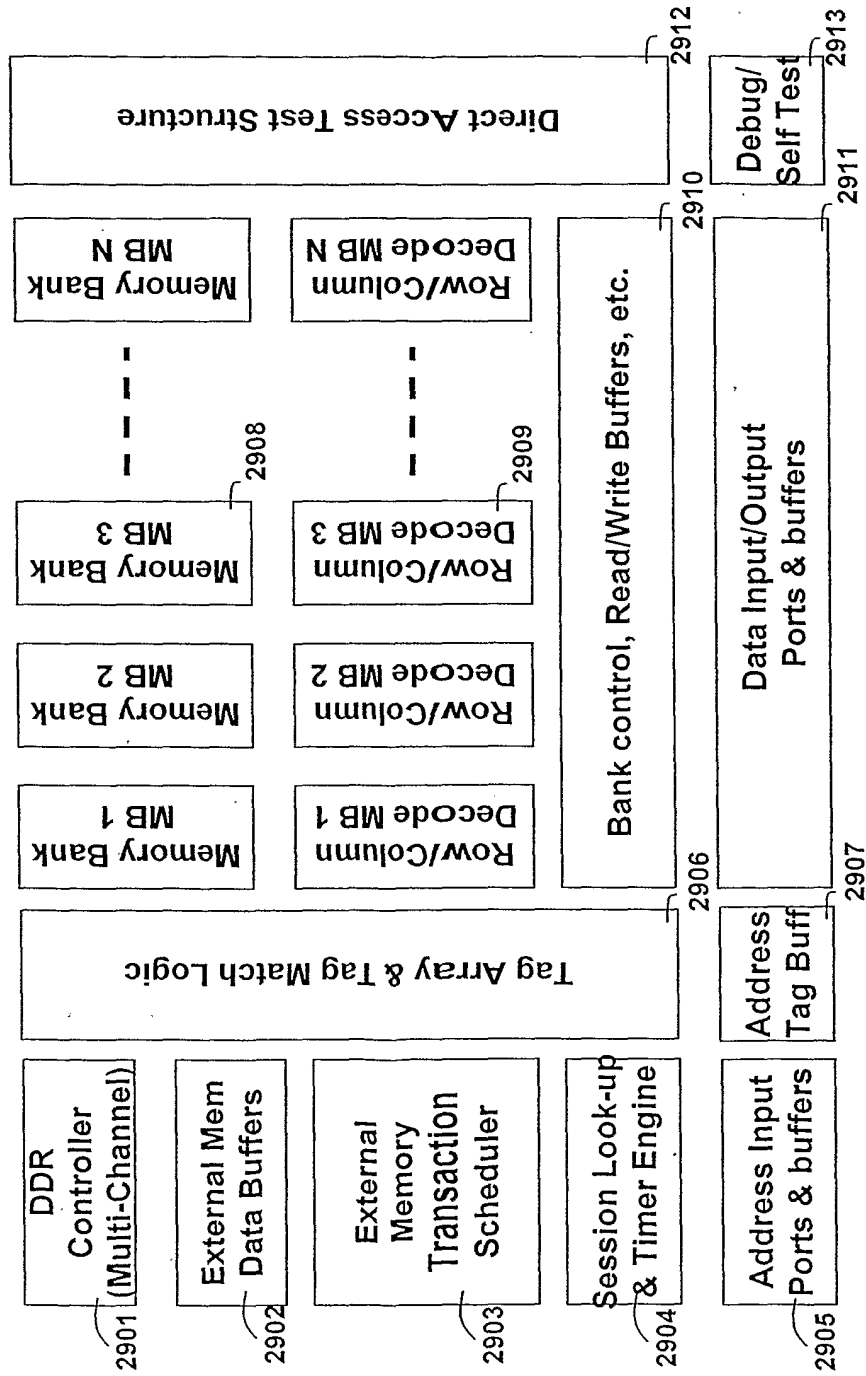 DDR
Controller
(Multi-Channel)
2901
External Mem
Data Buffers
2902
External
Memory
Transaction
Scheduler
2903
Session Look-up
& Timer Engine
2904
Address Input
Ports & buffers
2905
Tag Array & Tag Match Logic
2906
Address
Tag Buff
2907
Memory Bank
MB 1
Memory Bank
MB 2
Memory Bank
MB 3
2908
Memory Bank
MB N
Row/Column
Decode MB 1
Row/Column
Decode MB 2
Row/Column
Decode MB 3
2909
Row/Column
Decode MB N
Bank control, Read/Write Buffers, etc.
2910
Data Input/Output
Ports & buffers
2911
Direct Access Test Structure
2912
Debug/
Self Test
2913